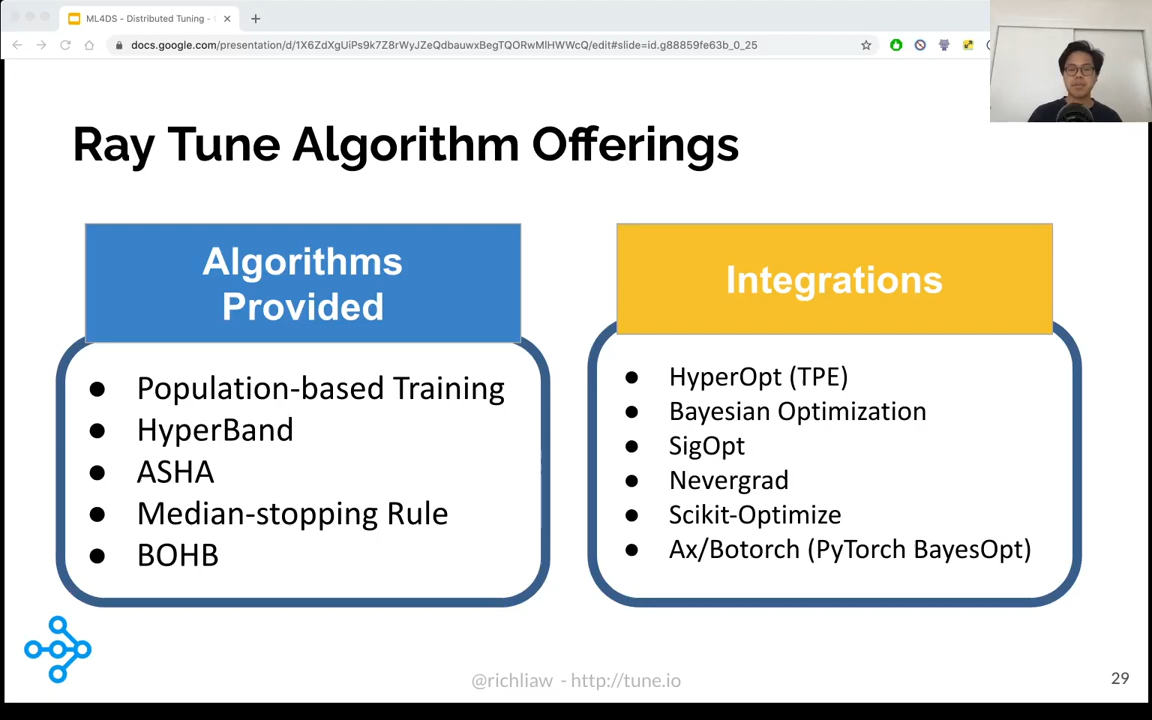 ML4DS - Distributed Tuning -
docs.google.com/presentation/d/1X6ZdXgUiPs9k7Z8rWyJZeQdbauwxBegTQORwMlHWWcQ/edit#slide=id.g88859fe63b_0_25
Ray Tune Algorithm Offerings
Algorithms
Provided
● Population-based Training
● HyperBand
● ASHA
● Median-stopping Rule
● BOHB
Integrations
● HyperOpt (TPE)
● Bayesian Optimization
● SigOpt
● Nevergrad
● Scikit-Optimize
● Ax/Botorch (PyTorch BayesOpt)
@richliaw - http://tune.io
29